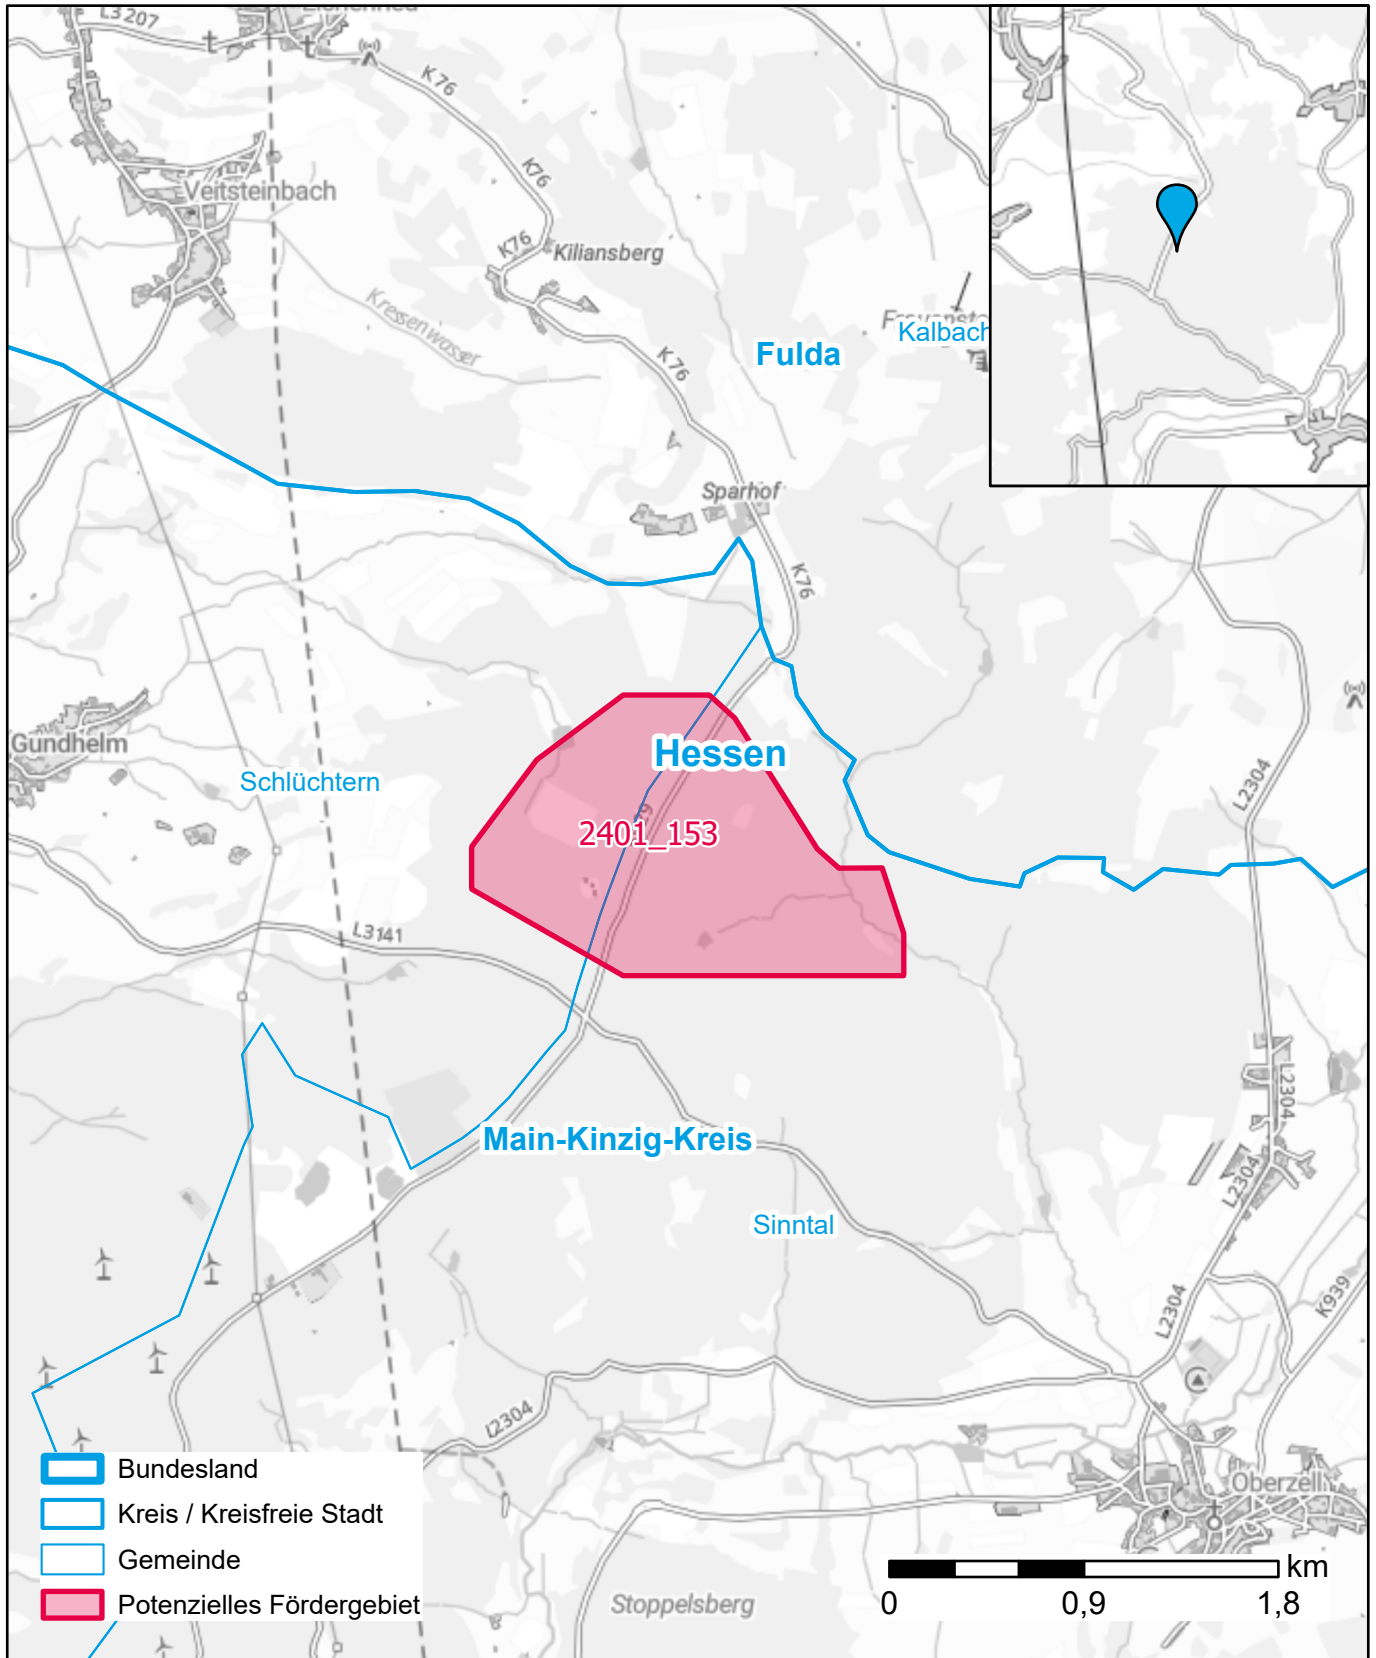 L3207
K76
Veitsteinbach
K76
K76
Kiliansberg
Kressenwasser
Kalbach
Fulda
K76
Sparhof
K76
Gundheim
Schlüchtern
Hessen
2401_153
L2304
L3141
L2304
Main-Kinzig-Kreis
L2304
Sinntal
L2304
K939
L2304
Oberzell
Stoppelsberg
Bundesland
Kreis / Kreisfreie Stadt
Gemeinde
Potenzielles Fördergebiet
km
0 0,9 1,8